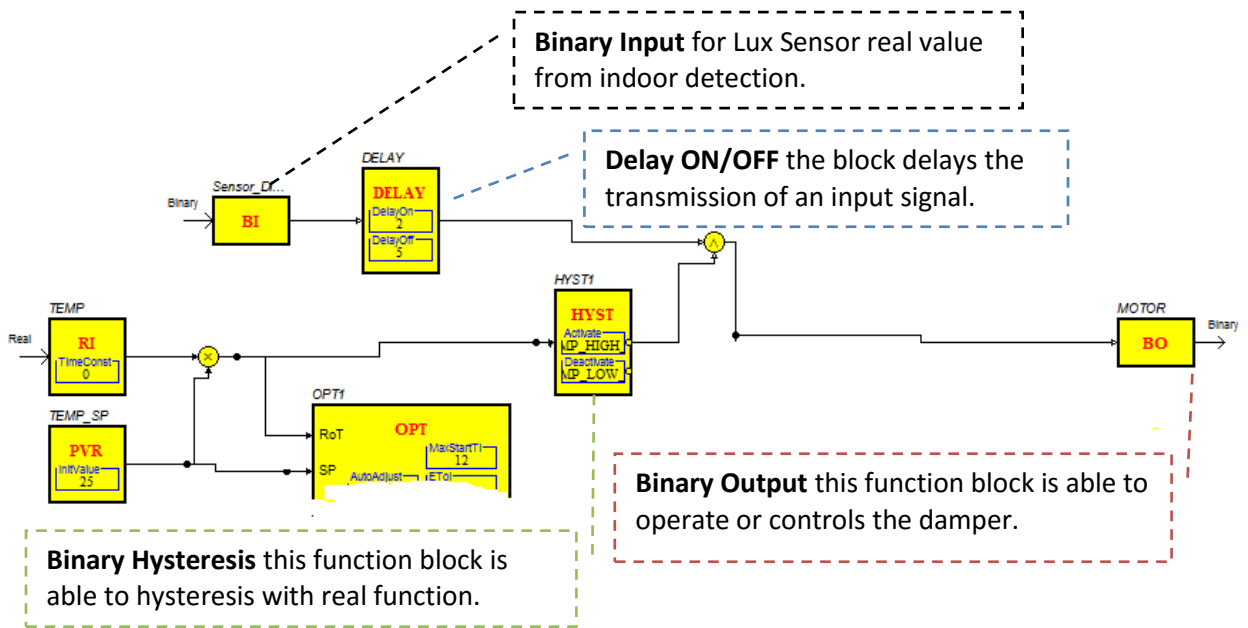 Binary Input for Lux Sensor real value
from indoor detection.
Delay ON/OFF the block delays the
transmission of an input signal.
DELAY
Sensor_DI...
Binary
BI
DELAY
DelayOn
2
DelayOff
5
HYST1
HYST
Activate
MP_HIGH_
Deactivate
MP_LOW_
TEMP
Real
RI
TimeConst
0
×
^
MOTOR
BO
Binary
TEMP_SP
PVR
InitValue
25
OPT1
OPT
RoT
SP
MaxStartTi
12
AutoAdjust
ETol
Binary Output this function block is able to
operate or controls the damper.
Binary Hysteresis this function block is
able to hysteresis with real function.